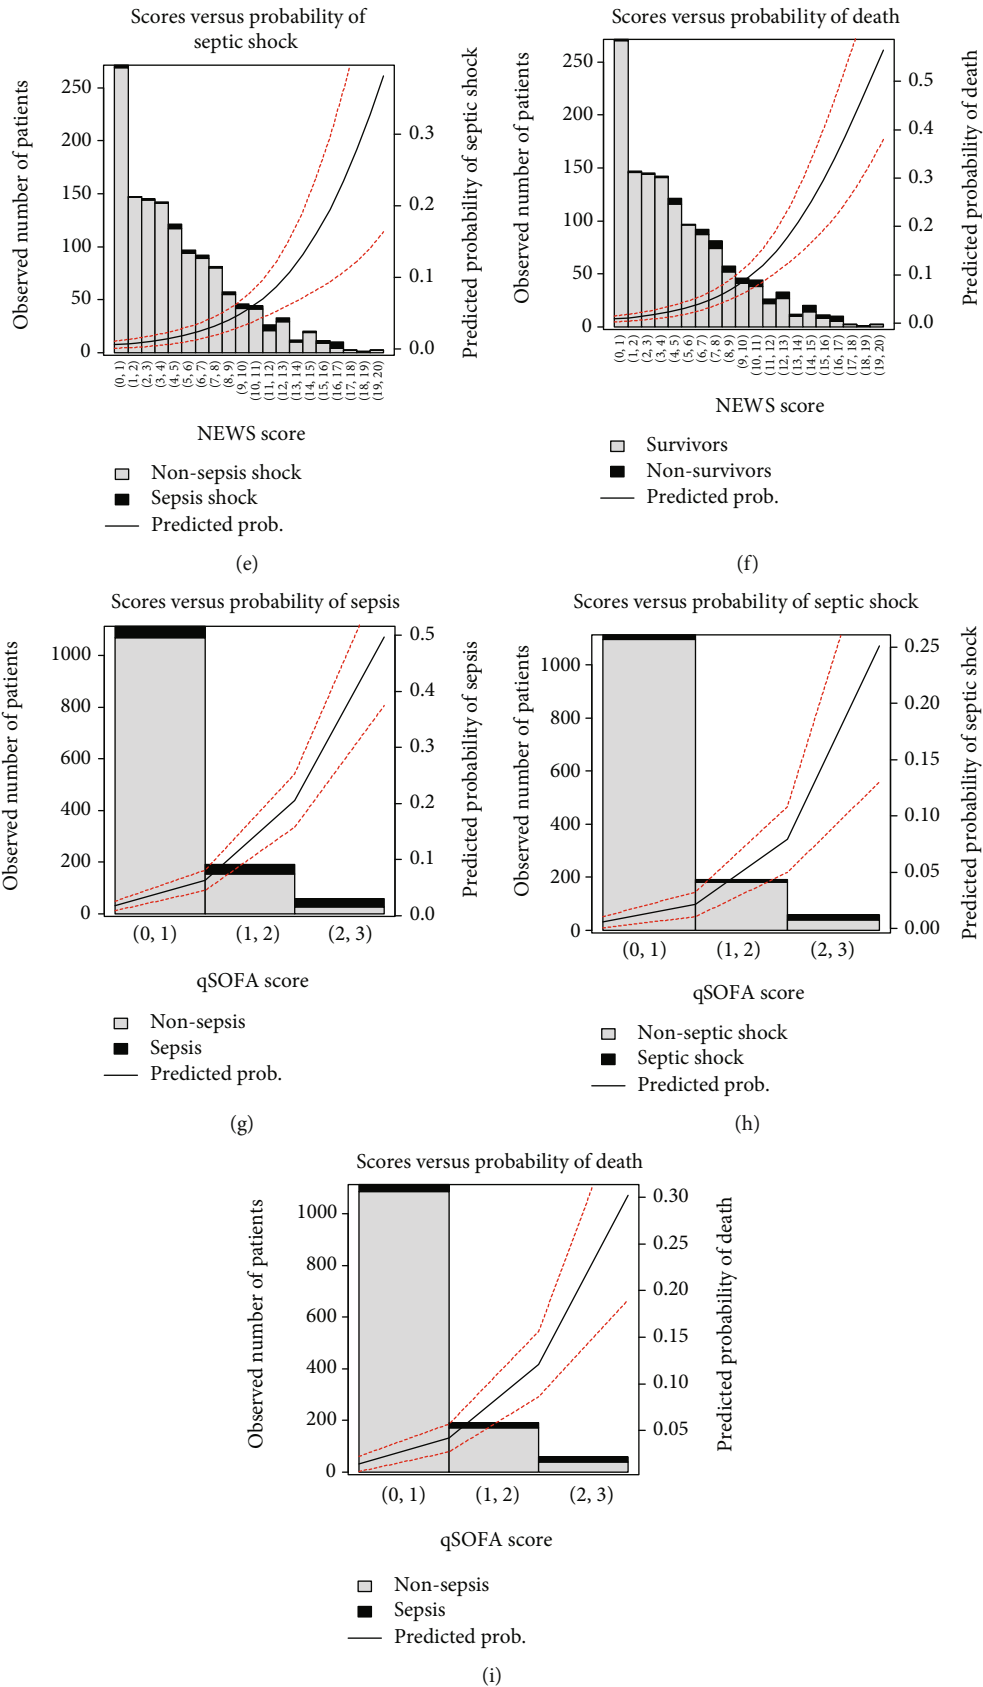 Scores versus probability of
septic shock
Observed number of patients
250
200
150
100
50
0
0.3
0.2
0.1
0.0
Predicted probability of septic shock
(0, 1)
(1, 2)
(2, 3)
(3, 4)
(4, 5)
(5, 6)
(6, 7)
(7, 8)
(8, 9)
(9, 10)
(10, 11)
(11, 12)
(12, 13)
(13, 14)
(14, 15)
(15, 16)
(16, 17)
(17, 18)
(18, 19)
(19, 20)
NEWS score
Non-sepsis shock
Sepsis shock
Predicted prob.
(e)
Scores versus probability of death
Observed number of patients
250
200
150
100
50
0
0.5
0.4
0.3
0.2
0.1
0.0
Predicted probability of death
(0, 1)
(1, 2)
(2, 3)
(3, 4)
(4, 5)
(5, 6)
(6, 7)
(7, 8)
(8, 9)
(9, 10)
(10, 11)
(11, 12)
(12, 13)
(13, 14)
(14, 15)
(15, 16)
(16, 17)
(17, 18)
(18, 19)
(19, 20)
NEWS score
Survivors
Non-survivors
Predicted prob.
(f)
Scores versus probability of sepsis
Observed number of patients
1000
800
600
400
200
0
0.5
0.4
0.3
0.2
0.1
0.0
Predicted probability of sepsis
(0, 1)
(1, 2)
(2, 3)
qSOFA score
Non-sepsis
Sepsis
Predicted prob.
(g)
Scores versus probability of septic shock
Observed number of patients
1000
800
600
400
200
0
0.25
0.20
0.15
0.10
0.05
0.00
Predicted probability of septic shock
(0, 1)
(1, 2)
(2, 3)
qSOFA score
Non-septic shock
Septic shock
Predicted prob.
(h)
Scores versus probability of death
Observed number of patients
1000
800
600
400
200
0
0.30
0.25
0.20
0.15
0.10
0.05
Predicted probability of death
(0, 1)
(1, 2)
(2, 3)
qSOFA score
Non-sepsis
Sepsis
Predicted prob.
(i)